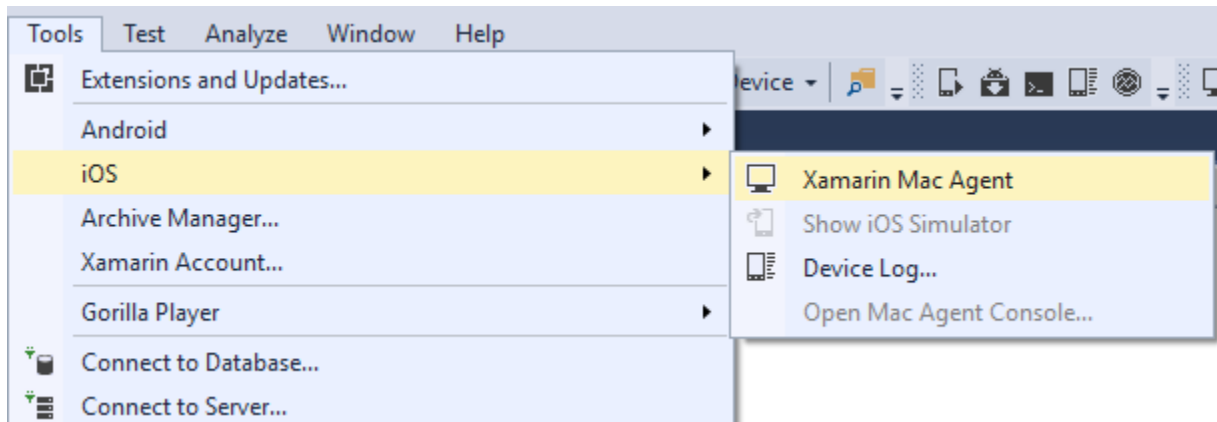 Tools Test Analyze Window Help
Extensions and Updates...
Android
iOS
Archive Manager...
Xamarin Account...
Gorilla Player
Connect to Database...
Connect to Server...
Xamarin Mac Agent
Show iOS Simulator
Device Log...
Open Mac Agent Console...